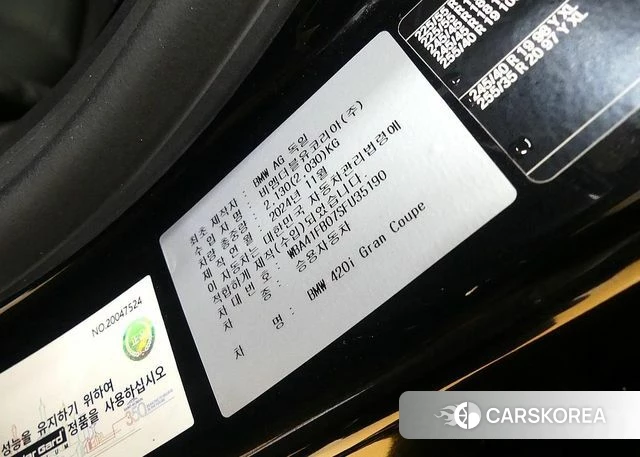 최초 제작자 : BMW AG 독일
수입자명 : 비엠더블유코리아(주)
차량 총중량 : 2,130(2,030)KG
제작연월 : 2024년 11월
이 자동차는 대한민국 자동차관리법령에
적합하게 제작(수입)되었습니다.
차대번호 : WBA41FB07SFU35190
차 종 : 승용자동차
차 명 : BMW 420i Gran Coupe
245/40 R 19 98 Y XL
255/35 R 20 97 Y XL
NO.20047524
성능을 유지하기 위하여
정품을 사용하십시오
350
CARSKOREA